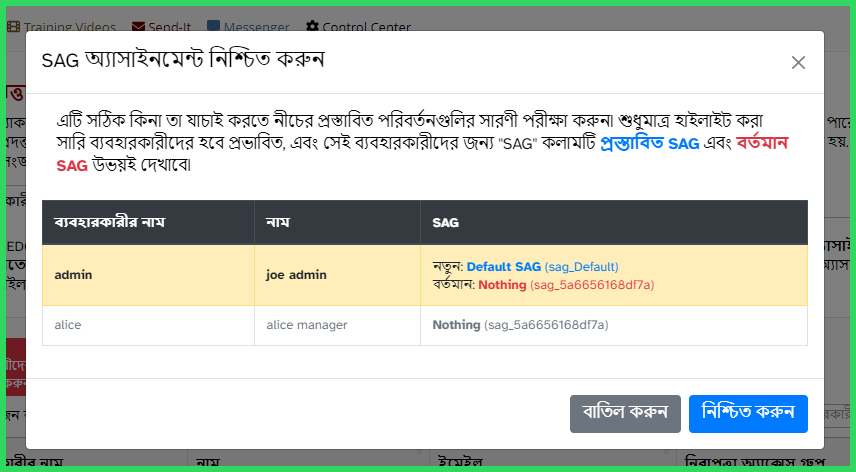 Training Videos Send-It Messenger Control Center
SAG অ্যাসাইনমেন্ট নিশ্চিত করুন
এটি সঠিক কিনা তা যাচাই করতে নীচের প্রস্তাবিত পরিবর্তনগুলির সারণী পরীক্ষা করুন৷ শুধুমাত্র হাইলাইট করা
সারি ব্যবহারকারীদের হবে প্রভাবিত, এবং সেই ব্যবহারকারীদের জন্য "SAG" কলামটি প্রস্তাবিত SAG এবং বর্তমান
SAG উভয়ই দেখাবে৷
ব্যবহারকারীর নাম নাম SAG
admin joe admin নতুন: Default SAG (sag_Default)
বর্তমান: Nothing (sag_5a6656168df7a)
alice alice manager Nothing (sag_5a6656168df7a)
বাতিল করুন নিশ্চিত করুন
নাম ইমেইল নিরাপত্তা অ্যাক্সেস গ্রুপ